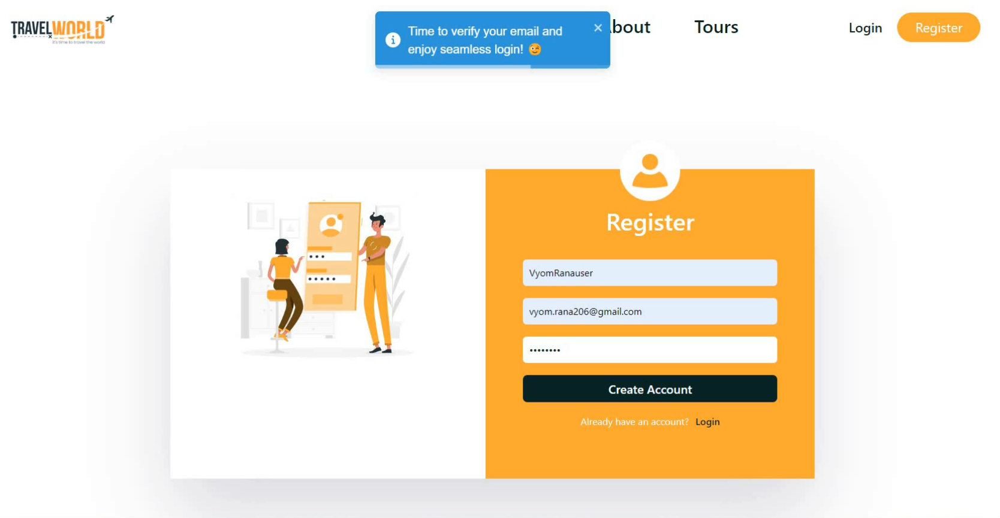 TRAVELWORLD
it's time to travel the world
Time to verify your email and
enjoy seamless login! 😉
About
Tours
Login
Register
Register
VyomRanauser
vyom.rana206@gmail.com
••••••••
Create Account
Already have an account? Login